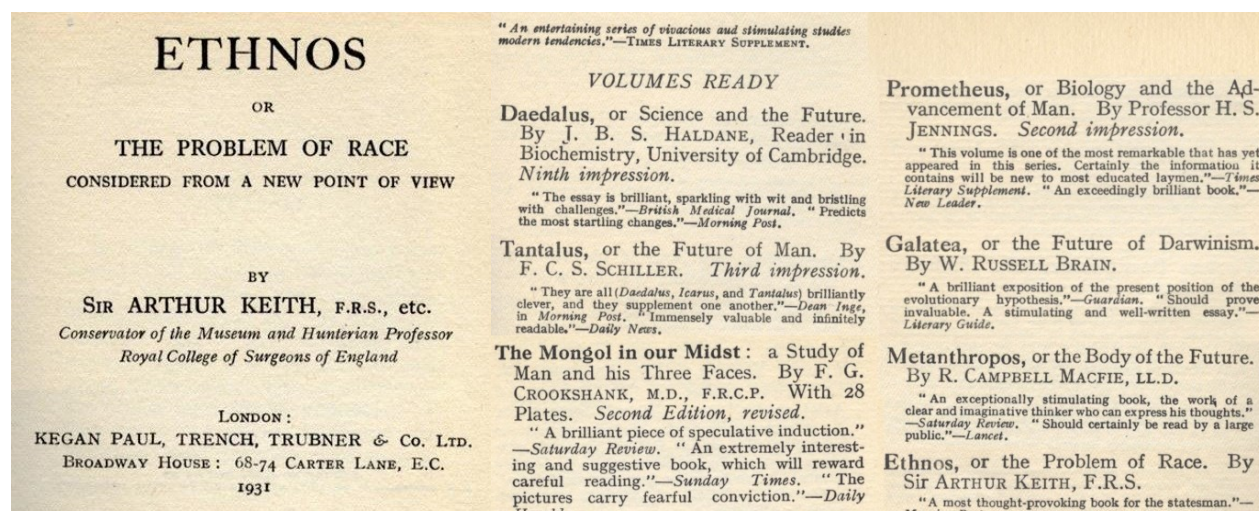 ETHNOS
OR
THE PROBLEM OF RACE
CONSIDERED FROM A NEW POINT OF VIEW
BY
SIR ARTHUR KEITH, F.R.S., etc.
Conservator of the Museum and Hunterian Professor
Royal College of Surgeons of England
LONDON :
KEGAN PAUL, TRENCH, TRUBNER & Co. LTD.
BROADWAY HOUSE : 68-74 CARTER LANE, E.C.
1931
" An entertaining series of vivacious aud stimulating studies
modern tendencies."—TIMES LITERARY SUPPLEMENT.
VOLUMES READY
Daedalus, or Science and the Future.
By J. B. S. HALDANE, Reader in
Biochemistry, University of Cambridge.
Ninth impression.
" The essay is brilliant, sparkling with wit and bristling
with challenges."—British Medical Journal. " Predicts
the most startling changes."—Morning Post.
Tantalus, or the Future of Man. By
F. C. S. SCHILLER. Third impression.
" They are all (Daedalus, Icarus, and Tantalus) brilliantly
clever, and they supplement one another."—Dean Inge,
in Morning Post. " Immensely valuable and infinitely
readable."—Daily News.
The Mongol in our Midst : a Study of
Man and his Three Faces. By F. G.
CROOKSHANK, M.D., F.R.C.P. With 28
Plates. Second Edition, revised.
" A brilliant piece of speculative induction."
—Saturday Review. " An extremely interest-
ing and suggestive book, which will reward
careful reading."—Sunday Times. " The
pictures carry fearful conviction."—Daily
Prometheus, or Biology and the Ad-
vancement of Man. By Professor H. S.
JENNINGS. Second impression.
" This volume is one of the most remarkable that has yet
appeared in this series. Certainly the information it
contains will be new to most educated laymen."—Times
Literary Supplement. " An exceedingly brilliant book."—
New Leader.
Galatea, or the Future of Darwinism.
By W. RUSSELL BRAIN.
" A brilliant exposition of the present position of the
evolutionary hypothesis."—Guardian. " Should prove
invaluable. A stimulating and well-written essay."—
Literary Guide.
Metanthropos, or the Body of the Future.
By R. CAMPBELL MACFIE, LL.D.
" An exceptionally stimulating book, the work of a
clear and imaginative thinker who can express his thoughts."
—Saturday Review. " Should certainly be read by a large
public."—Lancet.
Ethnos, or the Problem of Race. By
Sir ARTHUR KEITH, F.R.S.
"A most thought-provoking book for the statesman."—